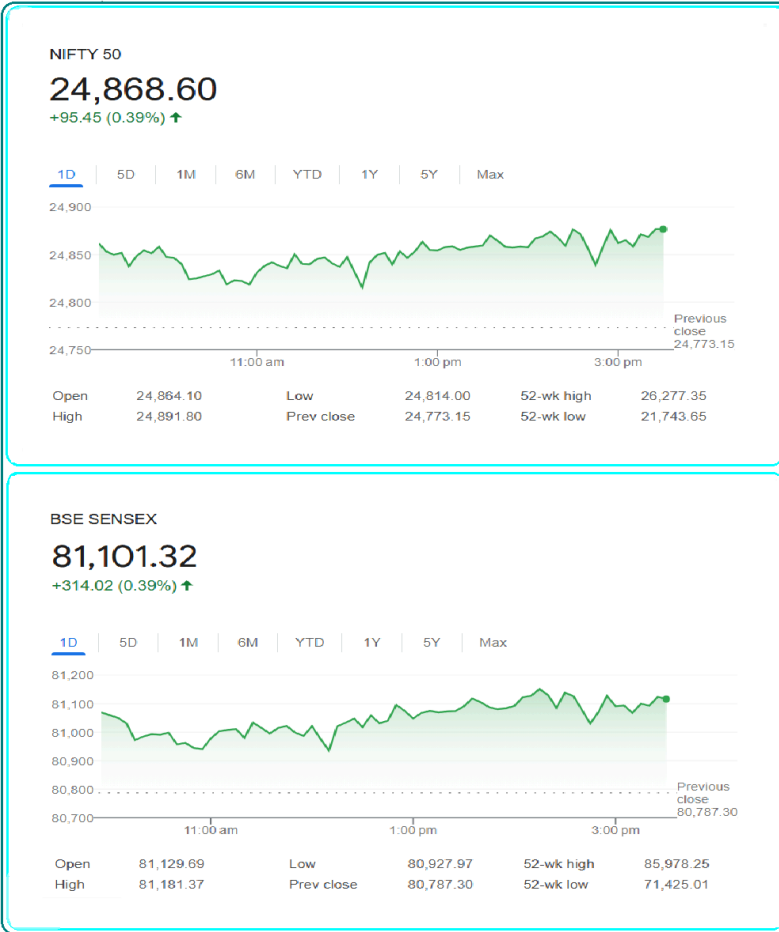 NIFTY 50
24,868.60
+95.45 (0.39%) ↑
1D 5D 1M 6M YTD 1Y 5Y Max
24,900
24,850
24,800
Previous
close
24,773.15
24,750
11:00 am 1:00 pm 3:00 pm
Open 24,864.10 Low 24,814.00 52-wk high 26,277.35
High 24,891.80 Prev close 24,773.15 52-wk low 21,743.65
BSE SENSEX
81,101.32
+314.02 (0.39%) ↑
1D 5D 1M 6M YTD 1Y 5Y Max
81,200
81,100
81,000
80,900
80,800
Previous
close
80,787.30
80,700
11:00 am 1:00 pm 3:00 pm
Open 81,129.69 Low 80,927.97 52-wk high 85,978.25
High 81,181.37 Prev close 80,787.30 52-wk low 71,425.01